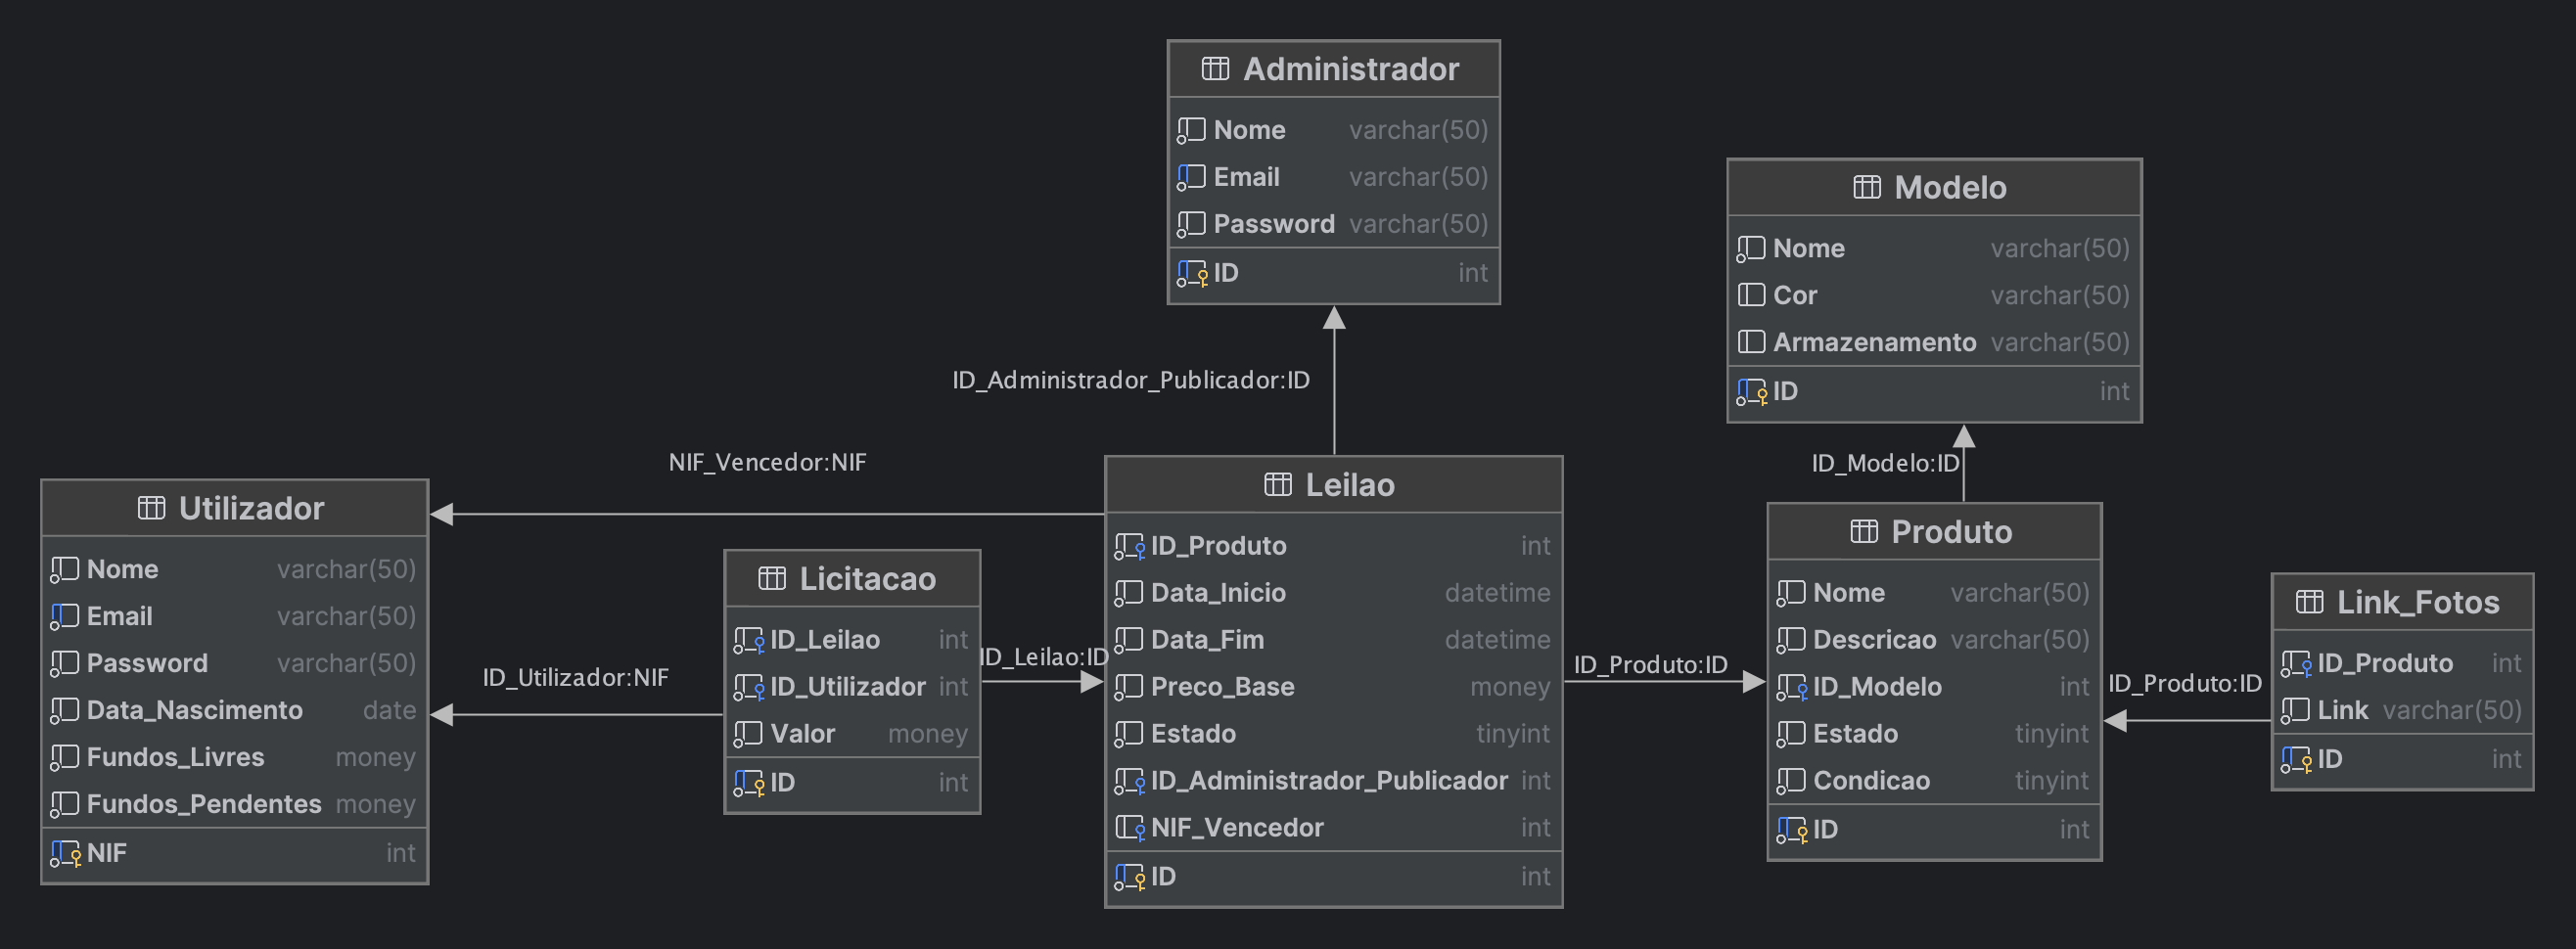 Administrador
Nome varchar(50)
Email varchar(50)
Password varchar(50)
ID int
Modelo
Nome varchar(50)
Cor varchar(50)
Armazenamento varchar(50)
ID int
ID_Administrador_Publicador:ID
NIF_Vencedor:NIF
ID_Modelo:ID
Utilizador
Nome varchar(50)
Email varchar(50)
Password varchar(50)
Data_Nascimento date
Fundos_Livres money
Fundos_Pendentes money
NIF int
ID_Utilizador:NIF
Licitacao
ID_Leilao int
ID_Utilizador int
Valor money
ID int
ID_Leilao:ID
Leilao
ID_Produto int
Data_Inicio datetime
Data_Fim datetime
Preco_Base money
Estado tinyint
ID_Administrador_Publicador int
NIF_Vencedor int
ID int
ID_Produto:ID
Produto
Nome varchar(50)
Descricao varchar(50)
ID_Modelo int
Estado tinyint
Condicao tinyint
ID int
ID_Produto:ID
Link_Fotos
ID_Produto int
Link varchar(50)
ID int